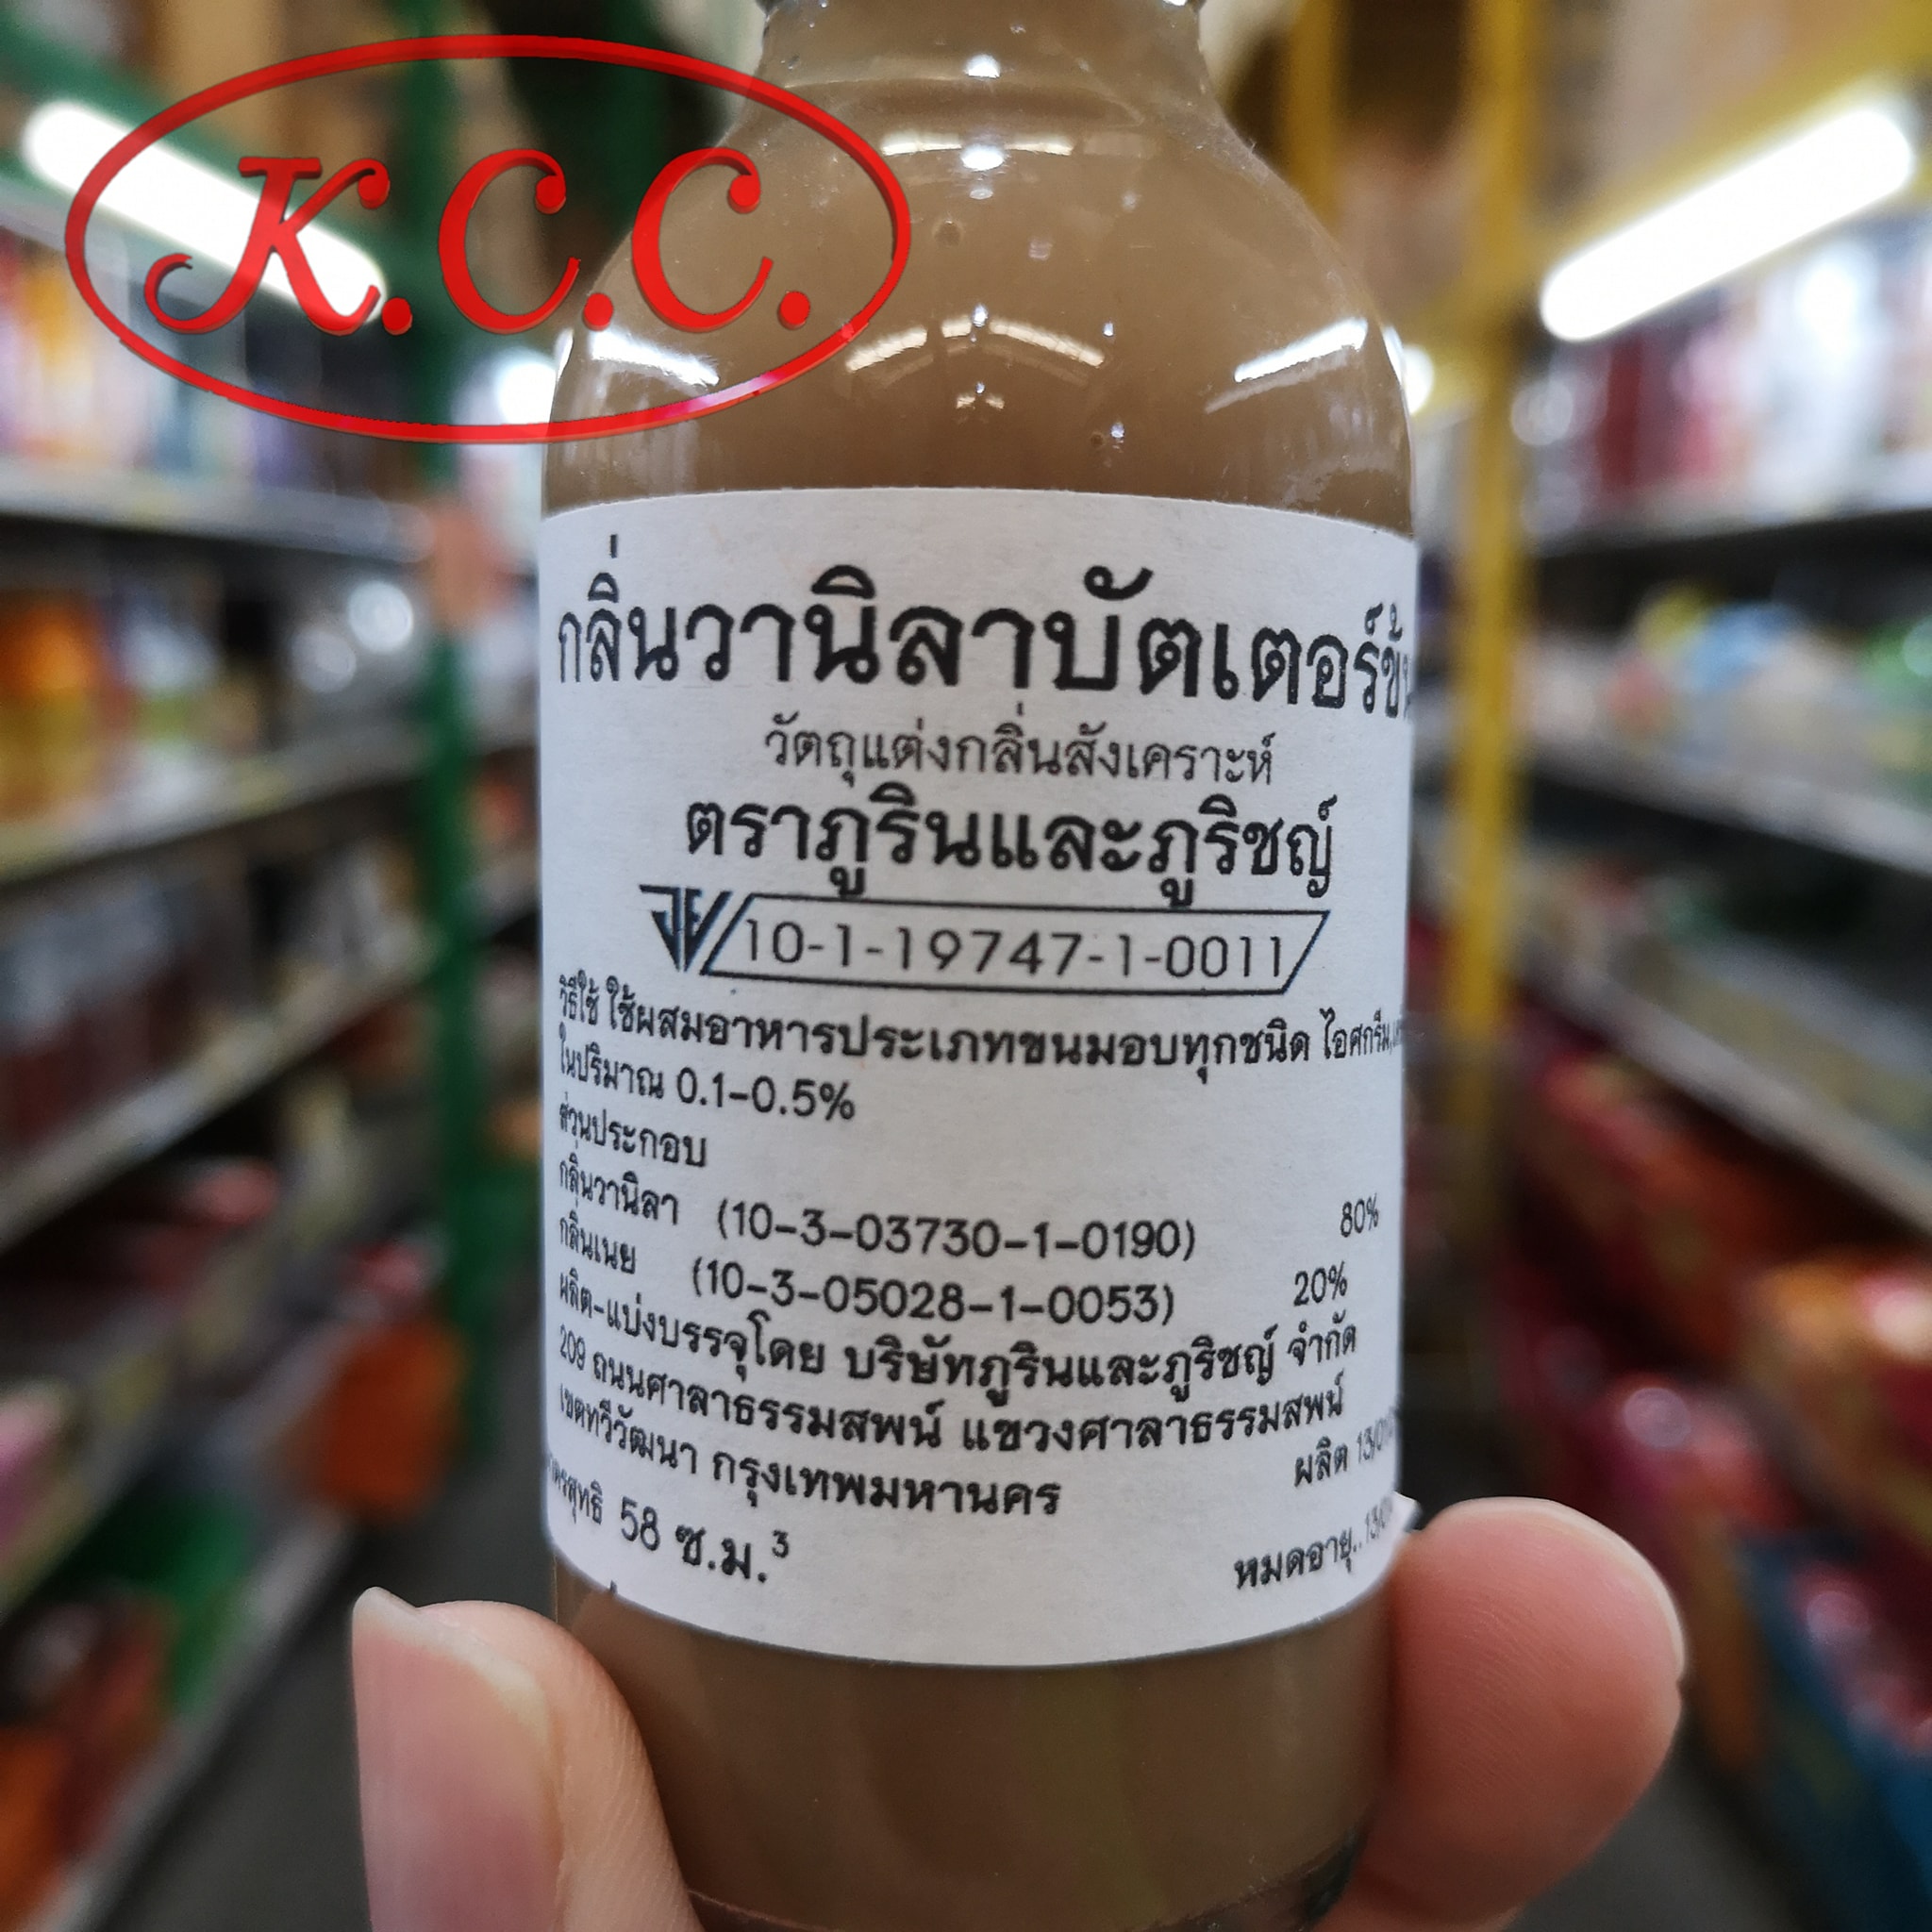 K.C.C.
กลิ่นวานิลาบัตเตอร์ข้น
วัตถุแต่งกลิ่นสังเคราะห์
ตราภูรินและภูริชญ์
อย 10-1-19747-1-0011
วิธีใช้ ใช้ผสมอาหารประเภทขนมอบทุกชนิด ไอศกรีม,
ในปริมาณ 0.1-0.5%
ส่วนประกอบ
กลิ่นวานิลา (10-3-03730-1-0190) 80%
กลิ่นเนย (10-3-05028-1-0053) 20%
ผลิต-แบ่งบรรจุโดย บริษัทภูรินและภูริชญ์ จำกัด
209 ถนนศาลาธรรมสพน์ แขวงศาลาธรรมสพน์
เขตทวีวัฒนา กรุงเทพมหานคร
ผลิต
58 ซ.ม.³
หมดอายุ..